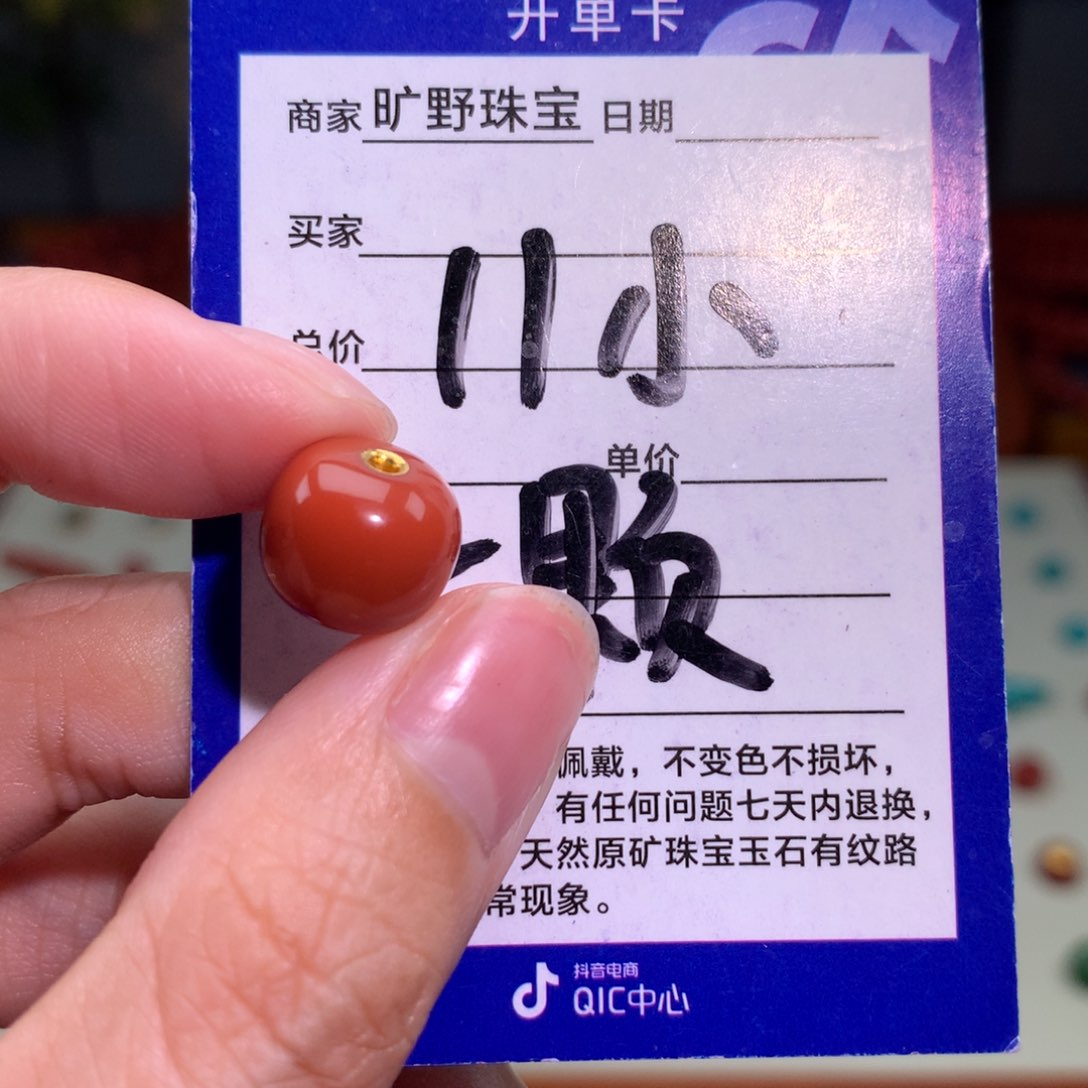 开单卡
商家 旷野珠宝 日期
买家
总价
小
单价
佩戴，不变色不损坏，
有任何问题七天内退换，
天然原矿珠宝玉石有纹路
常现象。
抖音电商
QIC中心